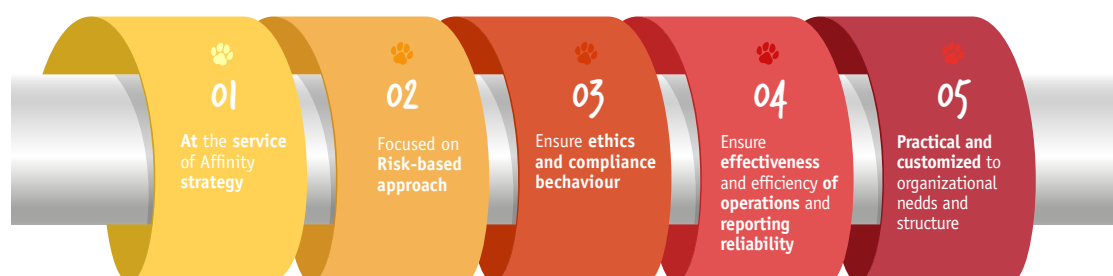 01
At the service
of Affinity
strategy
02
Focused on
Risk-based
approach
03
Ensure ethics
and compliance
bechaviour
04
Ensure
effectiveness
and efficiency of
operations and
reporting
reliability
05
Practical and
customized to
organizational
nedds and
structure